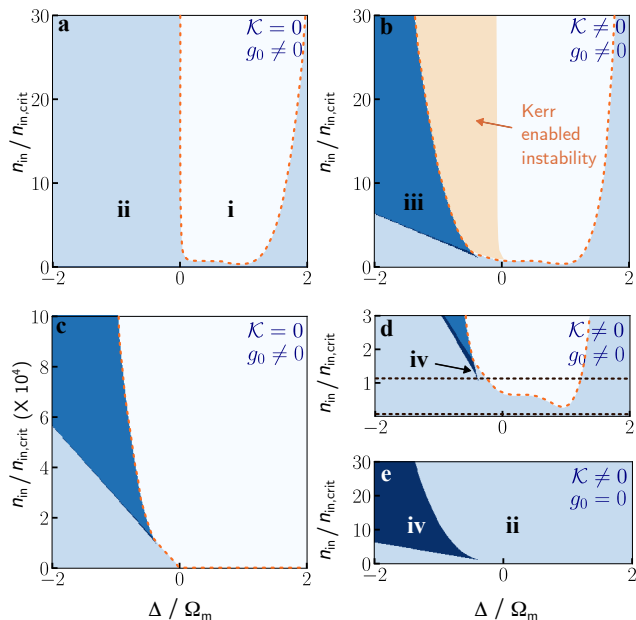 a
𝒦 = 0
g₀ ≠ 0
ii
i
n_in / n_in,crit
30
20
10
0
−2
0
2
b
𝒦 ≠ 0
g₀ ≠ 0
Kerr
enabled
instability
iii
n_in / n_in,crit
30
20
10
0
−2
0
2
c
𝒦 = 0
g₀ ≠ 0
n_in / n_in,crit (X 10⁴)
10
8
6
4
2
0
−2
0
2
Δ / Ω_m
d
𝒦 ≠ 0
g₀ ≠ 0
iv
n_in / n_in,crit
3
2
1
−2
0
2
e
𝒦 ≠ 0
g₀ = 0
iv
ii
n_in / n_in,crit
30
20
10
0
−2
0
2
Δ / Ω_m